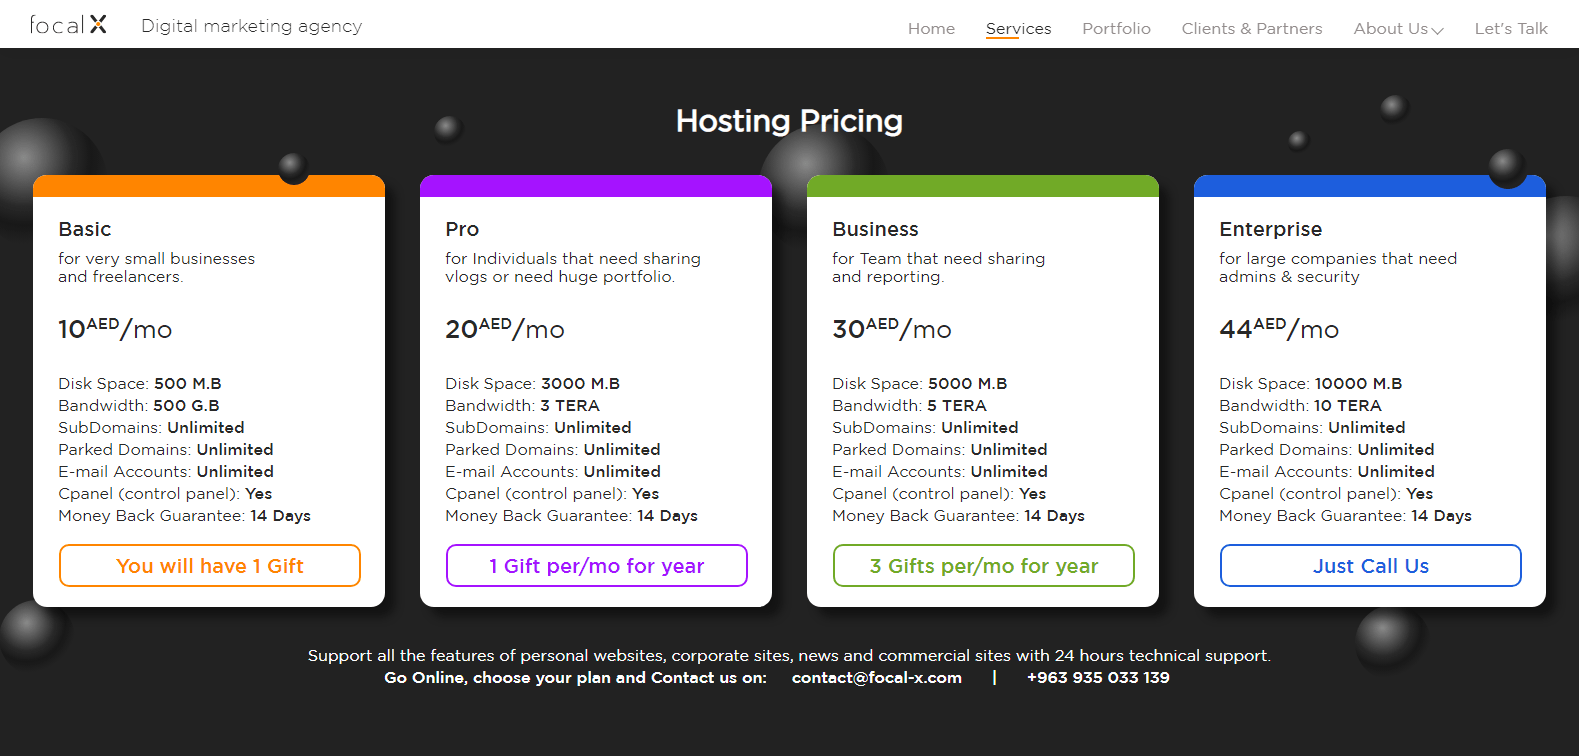 focal X Digital marketing agency Home Services Portfolio Clients & Partners About Us Let's Talk
Hosting Pricing
Basic
for very small businesses
and freelancers.
10AED/mo
Disk Space: 500 M.B
Bandwidth: 500 G.B
SubDomains: Unlimited
Parked Domains: Unlimited
E-mail Accounts: Unlimited
Cpanel (control panel): Yes
Money Back Guarantee: 14 Days
You will have 1 Gift
Pro
for Individuals that need sharing
vlogs or need huge portfolio.
20AED/mo
Disk Space: 3000 M.B
Bandwidth: 3 TERA
SubDomains: Unlimited
Parked Domains: Unlimited
E-mail Accounts: Unlimited
Cpanel (control panel): Yes
Money Back Guarantee: 14 Days
1 Gift per/mo for year
Business
for Team that need sharing
and reporting.
30AED/mo
Disk Space: 5000 M.B
Bandwidth: 5 TERA
SubDomains: Unlimited
Parked Domains: Unlimited
E-mail Accounts: Unlimited
Cpanel (control panel): Yes
Money Back Guarantee: 14 Days
3 Gifts per/mo for year
Enterprise
for large companies that need
admins & security
44AED/mo
Disk Space: 10000 M.B
Bandwidth: 10 TERA
SubDomains: Unlimited
Parked Domains: Unlimited
E-mail Accounts: Unlimited
Cpanel (control panel): Yes
Money Back Guarantee: 14 Days
Just Call Us
Support all the features of personal websites, corporate sites, news and commercial sites with 24 hours technical support.
Go Online, choose your plan and Contact us on: contact@focal-x.com | +963 935 033 139